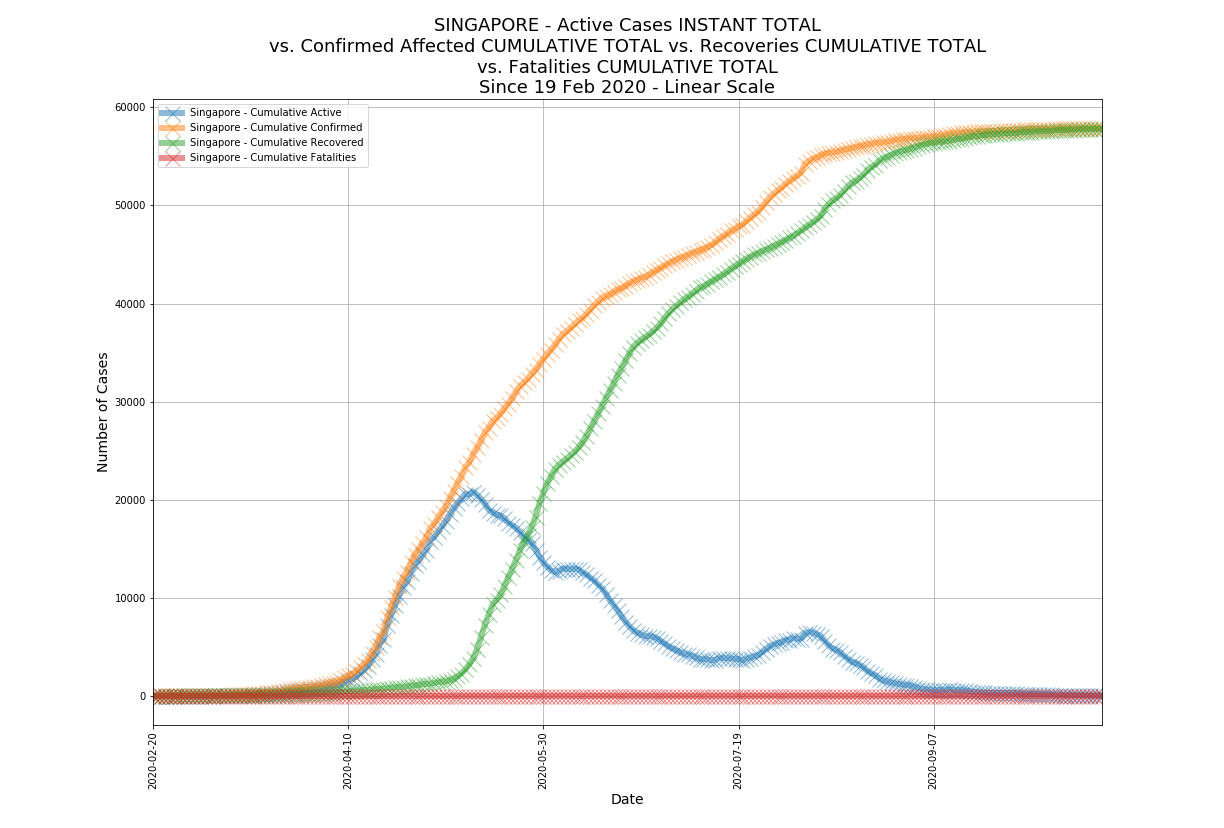 SINGAPORE - Active Cases INSTANT TOTAL
vs. Confirmed Affected CUMULATIVE TOTAL vs. Recoveries CUMULATIVE TOTAL
vs. Fatalities CUMULATIVE TOTAL
Since 19 Feb 2020 - Linear Scale
Singapore - Cumulative Active
Singapore - Cumulative Confirmed
Singapore - Cumulative Recovered
Singapore - Cumulative Fatalities
Number of Cases
60000
50000
40000
30000
20000
10000
0
2020-02-20
2020-04-10
2020-05-30
2020-07-19
2020-09-07
Date